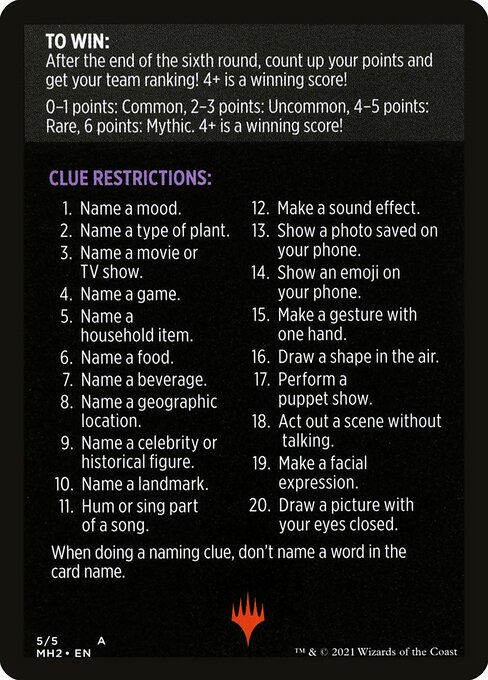 TO WIN:
After the end of the sixth round, count up your points and
get your team ranking! 4+ is a winning score!
0–1 points: Common, 2–3 points: Uncommon, 4–5 points:
Rare, 6 points: Mythic. 4+ is a winning score!
CLUE RESTRICTIONS:
1. Name a mood.
2. Name a type of plant.
3. Name a movie or
TV show.
4. Name a game.
5. Name a
household item.
6. Name a food.
7. Name a beverage.
8. Name a geographic
location.
9. Name a celebrity or
historical figure.
10. Name a landmark.
11. Hum or sing part
of a song.
12. Make a sound effect.
13. Show a photo saved on
your phone.
14. Show an emoji on
your phone.
15. Make a gesture with
one hand.
16. Draw a shape in the air.
17. Perform a
puppet show.
18. Act out a scene without
talking.
19. Make a facial
expression.
20. Draw a picture with
your eyes closed.
When doing a naming clue, don't name a word in the
card name.
5/5 A
MH2 • EN
™ & © 2021 Wizards of the Coast